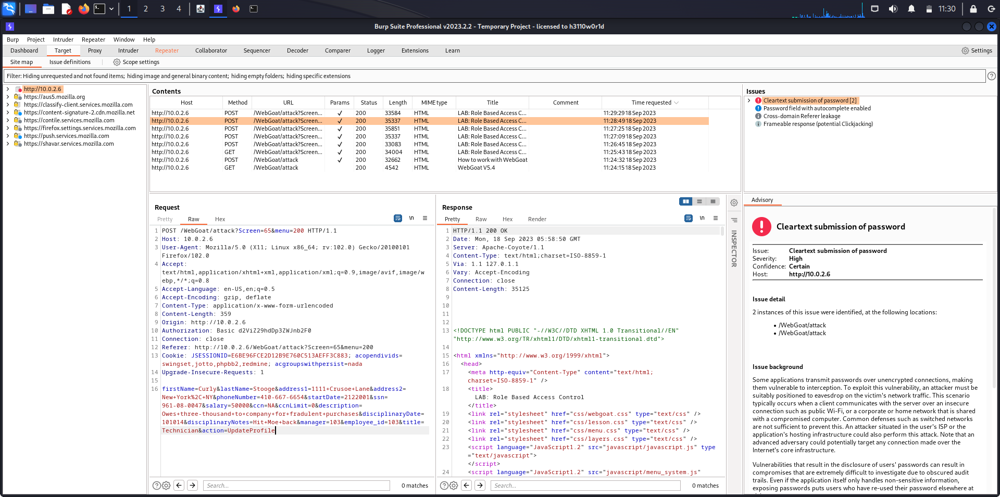 1 2 3 4 11:30
Burp Suite Professional v2023.2.2 - Temporary Project - licensed to h3110w0r1d
Burp Project Intruder Repeater Window Help
Dashboard Target Proxy Intruder Repeater Collaborator Sequencer Decoder Comparer Logger Extensions Learn Settings
Site map Issue definitions Scope settings
Filter: Hiding unrequested and not found items; hiding image and general binary content; hiding empty folders; hiding specific extensions
http://10.0.2.6
https://aus5.mozilla.org
https://classify-client.services.mozilla.com
https://content-signature-2.cdn.mozilla.net
https://contile.services.mozilla.com
https://firefox.settings.services.mozilla.com
https://push.services.mozilla.com
https://shavar.services.mozilla.com
Contents
Host Method URL Params Status Length MIME type Title Comment Time requested
http://10.0.2.6 POST /WebGoat/attack?Screen... ✓ 200 33584 HTML LAB: Role Based Access C... 11:29:29 18 Sep 2023
http://10.0.2.6 POST /WebGoat/attack?Screen... ✓ 200 35337 HTML LAB: Role Based Access C... 11:28:49 18 Sep 2023
http://10.0.2.6 POST /WebGoat/attack?Screen... ✓ 200 35851 HTML LAB: Role Based Access C... 11:27:25 18 Sep 2023
http://10.0.2.6 POST /WebGoat/attack?Screen... ✓ 200 35337 HTML LAB: Role Based Access C... 11:27:09 18 Sep 2023
http://10.0.2.6 POST /WebGoat/attack?Screen... ✓ 200 33083 HTML LAB: Role Based Access C... 11:26:45 18 Sep 2023
http://10.0.2.6 GET /WebGoat/attack?Screen... ✓ 200 34004 HTML LAB: Role Based Access C... 11:25:43 18 Sep 2023
http://10.0.2.6 POST /WebGoat/attack ✓ 200 32662 HTML How to work with WebGoat 11:24:32 18 Sep 2023
http://10.0.2.6 GET /WebGoat/attack 200 4542 HTML WebGoat V5.4 11:24:15 18 Sep 2023
Request
Pretty Raw Hex \n
1 POST /WebGoat/attack?Screen=65&menu=200 HTTP/1.1
2 Host: 10.0.2.6
3 User-Agent: Mozilla/5.0 (X11; Linux x86_64; rv:102.0) Gecko/20100101
Firefox/102.0
4 Accept:
text/html,application/xhtml+xml,application/xml;q=0.9,image/avif,image/w
ebp,*/*;q=0.8
5 Accept-Language: en-US,en;q=0.5
6 Accept-Encoding: gzip, deflate
7 Content-Type: application/x-www-form-urlencoded
8 Content-Length: 359
9 Origin: http://10.0.2.6
10 Authorization: Basic d2ViZ29hdDp3ZWJnb2F0
11 Connection: close
12 Referer: http://10.0.2.6/WebGoat/attack?Screen=65&menu=200
13 Cookie: JSESSIONID=E6BE96FCE2D12B9E760C513AEFF3C883; acopendivids=
swingset,jotto,phpbb2,redmine; acgroupswithpersist=nada
14 Upgrade-Insecure-Requests: 1
15
16 firstName=Curly&lastName=Stooge&address1=1111+Crusoe+Lane&address2=
New+York%2C+NY&phoneNumber=410-667-6654&startDate=2122001&ssn=
961-08-0047&salary=50000&ccn=NA&ccnLimit=0&description=
Owes+three-thousand+to+company+for+fradulent+purchases&disciplinaryDate=
101014&disciplinaryNotes=Hit+Moe+back&manager=103&employee_id=103&title=
Technician&action=UpdateProfile
Search... 0 matches
Response
Pretty Raw Hex Render \n
1 HTTP/1.1 200 OK
2 Date: Mon, 18 Sep 2023 05:58:50 GMT
3 Server: Apache-Coyote/1.1
4 Content-Type: text/html;charset=ISO-8859-1
5 Via: 1.1 127.0.1.1
6 Vary: Accept-Encoding
7 Connection: close
8 Content-Length: 35125
9
10
11
12
13 <!DOCTYPE html PUBLIC "-//W3C//DTD XHTML 1.0 Transitional//EN"
"http://www.w3.org/TR/xhtml1/DTD/xhtml1-transitional.dtd">
14
15 <html xmlns="http://www.w3.org/1999/xhtml">
16 <head>
17 <meta http-equiv="Content-Type" content="text/html;
charset=ISO-8859-1" />
18 <title>
LAB: Role Based Access Control
</title>
19 <link rel="stylesheet" href="css/webgoat.css" type="text/css" />
20 <link rel="stylesheet" href="css/lesson.css" type="text/css" />
21 <link rel="stylesheet" href="css/menu.css" type="text/css" />
22 <link rel="stylesheet" href="css/layers.css" type="text/css" />
23 <script language="JavaScript1.2" src="javascript/javascript.js" type
="text/javascript">
</script>
24 <script language="JavaScript1.2" src="javascript/menu_system.js"
Search... 0 matches
INSPECTOR
Issues
Cleartext submission of password [2]
Password field with autocomplete enabled
Cross-domain Referer leakage
Frameable response (potential Clickjacking)
Advisory
Cleartext submission of password
Issue: Cleartext submission of password
Severity: High
Confidence: Certain
Host: http://10.0.2.6
Issue detail
2 instances of this issue were identified, at the following locations:
• /WebGoat/attack
• /WebGoat/attack
Issue background
Some applications transmit passwords over unencrypted connections, making
them vulnerable to interception. To exploit this vulnerability, an attacker must be
suitably positioned to eavesdrop on the victim's network traffic. This scenario
typically occurs when a client communicates with the server over an insecure
connection such as public Wi-Fi, or a corporate or home network that is shared
with a compromised computer. Common defenses such as switched networks
are not sufficient to prevent this. An attacker situated in the user's ISP or the
application's hosting infrastructure could also perform this attack. Note that an
advanced adversary could potentially target any connection made over the
Internet's core infrastructure.
Vulnerabilities that result in the disclosure of users' passwords can result in
compromises that are extremely difficult to investigate due to obscured audit
trails. Even if the application itself only handles non-sensitive information,
exposing passwords puts users who have re-used their password elsewhere at